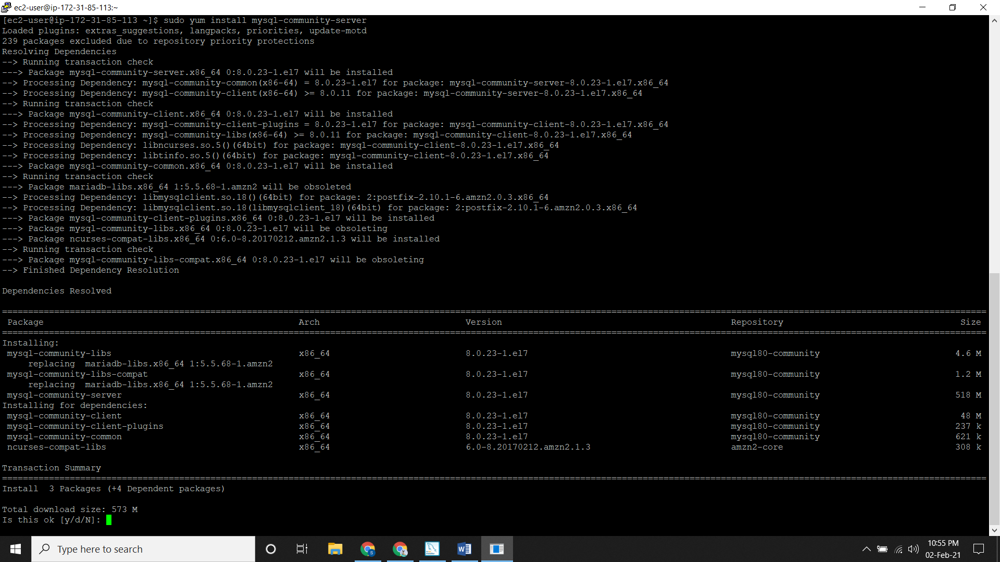 ec2-user@ip-172-31-85-113:~
[ec2-user@ip-172-31-85-113 ~]$ sudo yum install mysql-community-server
Loaded plugins: extras_suggestions, langpacks, priorities, update-motd
239 packages excluded due to repository priority protections
Resolving Dependencies
--> Running transaction check
---> Package mysql-community-server.x86_64 0:8.0.23-1.el7 will be installed
--> Processing Dependency: mysql-community-common(x86-64) = 8.0.23-1.el7 for package: mysql-community-server-8.0.23-1.el7.x86_64
--> Processing Dependency: mysql-community-client(x86-64) >= 8.0.11 for package: mysql-community-server-8.0.23-1.el7.x86_64
--> Running transaction check
---> Package mysql-community-client.x86_64 0:8.0.23-1.el7 will be installed
--> Processing Dependency: mysql-community-client-plugins = 8.0.23-1.el7 for package: mysql-community-client-8.0.23-1.el7.x86_64
--> Processing Dependency: mysql-community-libs(x86-64) >= 8.0.11 for package: mysql-community-client-8.0.23-1.el7.x86_64
--> Processing Dependency: libncurses.so.5()(64bit) for package: mysql-community-client-8.0.23-1.el7.x86_64
--> Processing Dependency: libtinfo.so.5()(64bit) for package: mysql-community-client-8.0.23-1.el7.x86_64
---> Package mysql-community-common.x86_64 0:8.0.23-1.el7 will be installed
--> Running transaction check
---> Package mariadb-libs.x86_64 1:5.5.68-1.amzn2 will be obsoleted
--> Processing Dependency: libmysqlclient.so.18()(64bit) for package: 2:postfix-2.10.1-6.amzn2.0.3.x86_64
--> Processing Dependency: libmysqlclient.so.18(libmysqlclient_18)(64bit) for package: 2:postfix-2.10.1-6.amzn2.0.3.x86_64
---> Package mysql-community-client-plugins.x86_64 0:8.0.23-1.el7 will be installed
---> Package mysql-community-libs.x86_64 0:8.0.23-1.el7 will be obsoleting
---> Package ncurses-compat-libs.x86_64 0:6.0-8.20170212.amzn2.1.3 will be installed
--> Running transaction check
---> Package mysql-community-libs-compat.x86_64 0:8.0.23-1.el7 will be obsoleting
--> Finished Dependency Resolution
Dependencies Resolved
Package Arch Version Repository Size
Installing:
mysql-community-libs x86_64 8.0.23-1.el7 mysql80-community 4.6 M
replacing mariadb-libs.x86_64 1:5.5.68-1.amzn2
mysql-community-libs-compat x86_64 8.0.23-1.el7 mysql80-community 1.2 M
replacing mariadb-libs.x86_64 1:5.5.68-1.amzn2
mysql-community-server x86_64 8.0.23-1.el7 mysql80-community 518 M
Installing for dependencies:
mysql-community-client x86_64 8.0.23-1.el7 mysql80-community 48 M
mysql-community-client-plugins x86_64 8.0.23-1.el7 mysql80-community 237 k
mysql-community-common x86_64 8.0.23-1.el7 mysql80-community 621 k
ncurses-compat-libs x86_64 6.0-8.20170212.amzn2.1.3 amzn2-core 308 k
Transaction Summary
Install 3 Packages (+4 Dependent packages)
Total download size: 573 M
Is this ok [y/d/N]:
Type here to search
10:55 PM
02-Feb-21